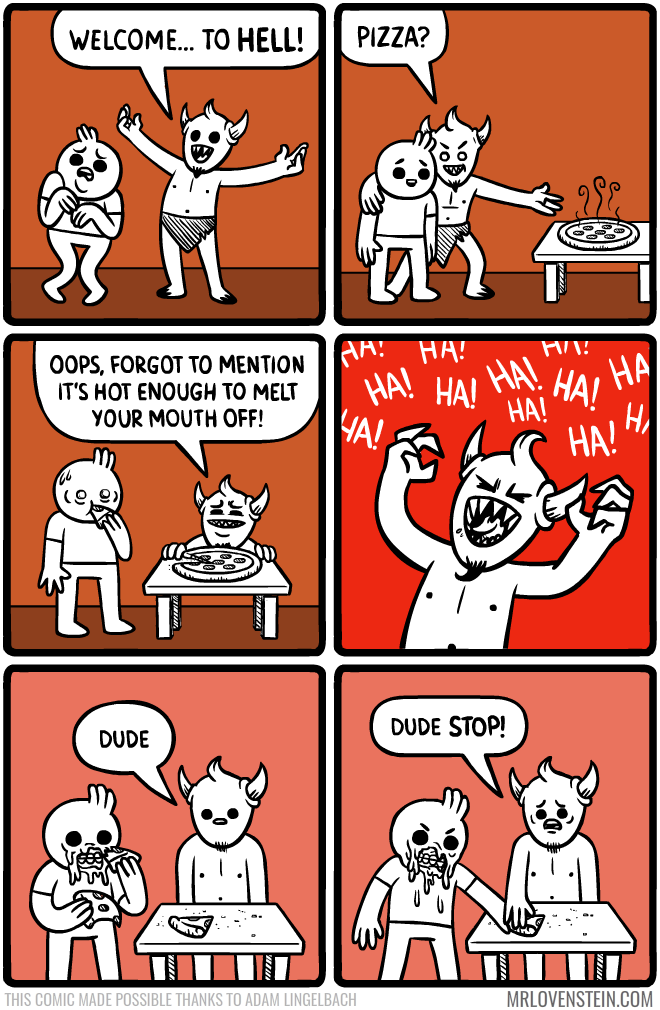 WELCOME... TO HELL!
PIZZA?
OOPS, FORGOT TO MENTION
IT'S HOT ENOUGH TO MELT
YOUR MOUTH OFF!
HA! HA! HA!
HA! HA! HA! HA! HA
HA! HA! HA! HA
DUDE
DUDE STOP!
THIS COMIC MADE POSSIBLE THANKS TO ADAM LINGELBACH
MRLOVENSTEIN.COM